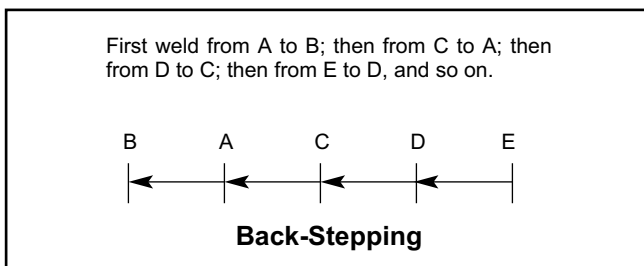 First weld from A to B; then from C to A; then
from D to C; then from E to D, and so on.
B A C D E
Back-Stepping